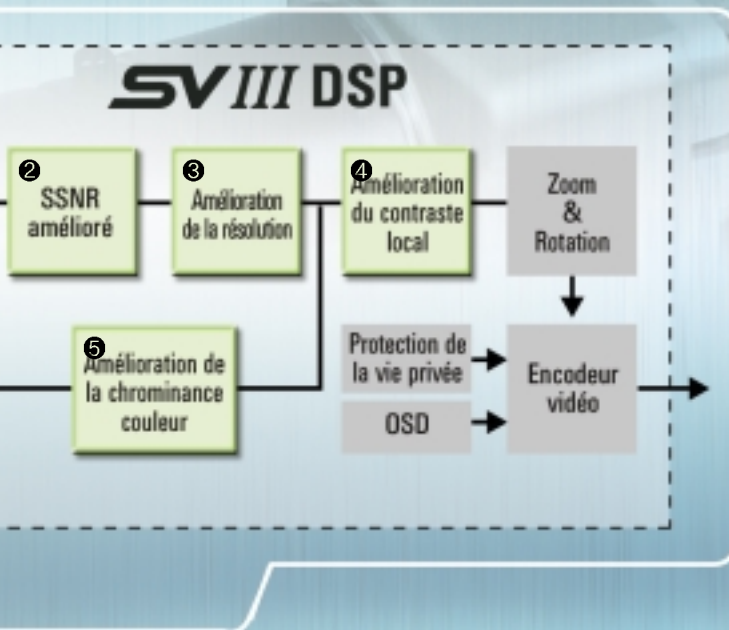 SVIII DSP
❷
SSNR
amélioré
❸
Amélioration
de la résolution
❹
Amélioration
du contraste
local
Zoom
&
Rotation
❺
Amélioration de
la chrominance
couleur
Protection de
la vie privée
OSD
Encodeur
vidéo